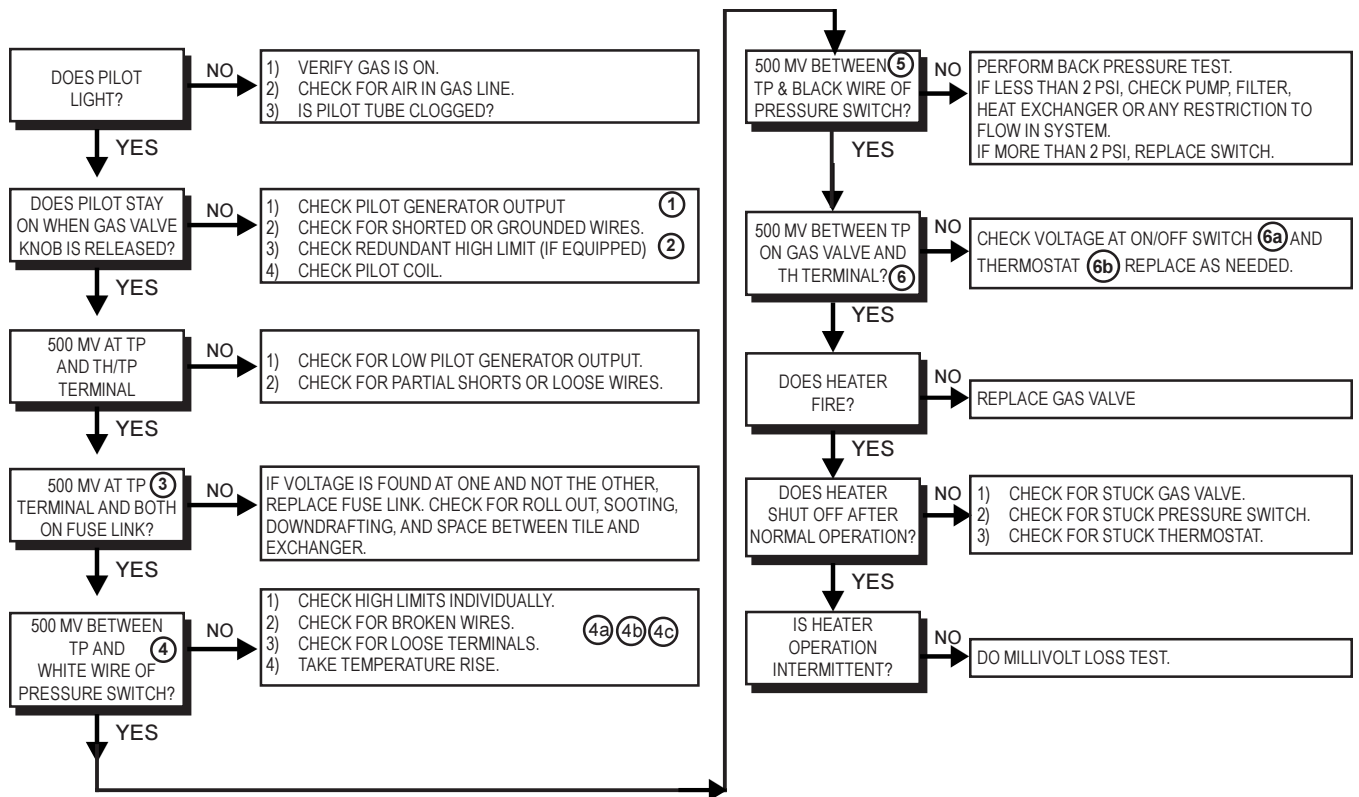 DOES PILOT
LIGHT?
NO
1) VERIFY GAS IS ON.
2) CHECK FOR AIR IN GAS LINE.
3) IS PILOT TUBE CLOGGED?
YES
DOES PILOT STAY
ON WHEN GAS VALVE
KNOB IS RELEASED?
NO
1) CHECK PILOT GENERATOR OUTPUT 1
2) CHECK FOR SHORTED OR GROUNDED WIRES.
3) CHECK REDUNDANT HIGH LIMIT (IF EQUIPPED) 2
4) CHECK PILOT COIL.
YES
500 MV AT TP
AND TH/TP
TERMINAL
NO
1) CHECK FOR LOW PILOT GENERATOR OUTPUT.
2) CHECK FOR PARTIAL SHORTS OR LOOSE WIRES.
YES
500 MV AT TP 3
TERMINAL AND BOTH
ON FUSE LINK?
NO
IF VOLTAGE IS FOUND AT ONE AND NOT THE OTHER,
REPLACE FUSE LINK. CHECK FOR ROLL OUT, SOOTING,
DOWNDRAFTING, AND SPACE BETWEEN TILE AND
EXCHANGER.
YES
500 MV BETWEEN
TP AND 4
WHITE WIRE OF
PRESSURE SWITCH?
NO
1) CHECK HIGH LIMITS INDIVIDUALLY.
2) CHECK FOR BROKEN WIRES.
3) CHECK FOR LOOSE TERMINALS. 4a 4b 4c
4) TAKE TEMPERATURE RISE.
YES
500 MV BETWEEN 5
TP & BLACK WIRE OF
PRESSURE SWITCH?
NO
PERFORM BACK PRESSURE TEST.
IF LESS THAN 2 PSI, CHECK PUMP, FILTER,
HEAT EXCHANGER OR ANY RESTRICTION TO
FLOW IN SYSTEM.
IF MORE THAN 2 PSI, REPLACE SWITCH.
YES
500 MV BETWEEN TP
ON GAS VALVE AND
TH TERMINAL? 6
NO
CHECK VOLTAGE AT ON/OFF SWITCH 6a AND
THERMOSTAT 6b REPLACE AS NEEDED.
YES
DOES HEATER
FIRE?
NO
REPLACE GAS VALVE
YES
DOES HEATER
SHUT OFF AFTER
NORMAL OPERATION?
NO
1) CHECK FOR STUCK GAS VALVE.
2) CHECK FOR STUCK PRESSURE SWITCH.
3) CHECK FOR STUCK THERMOSTAT.
YES
IS HEATER
OPERATION
INTERMITTENT?
NO
DO MILLIVOLT LOSS TEST.